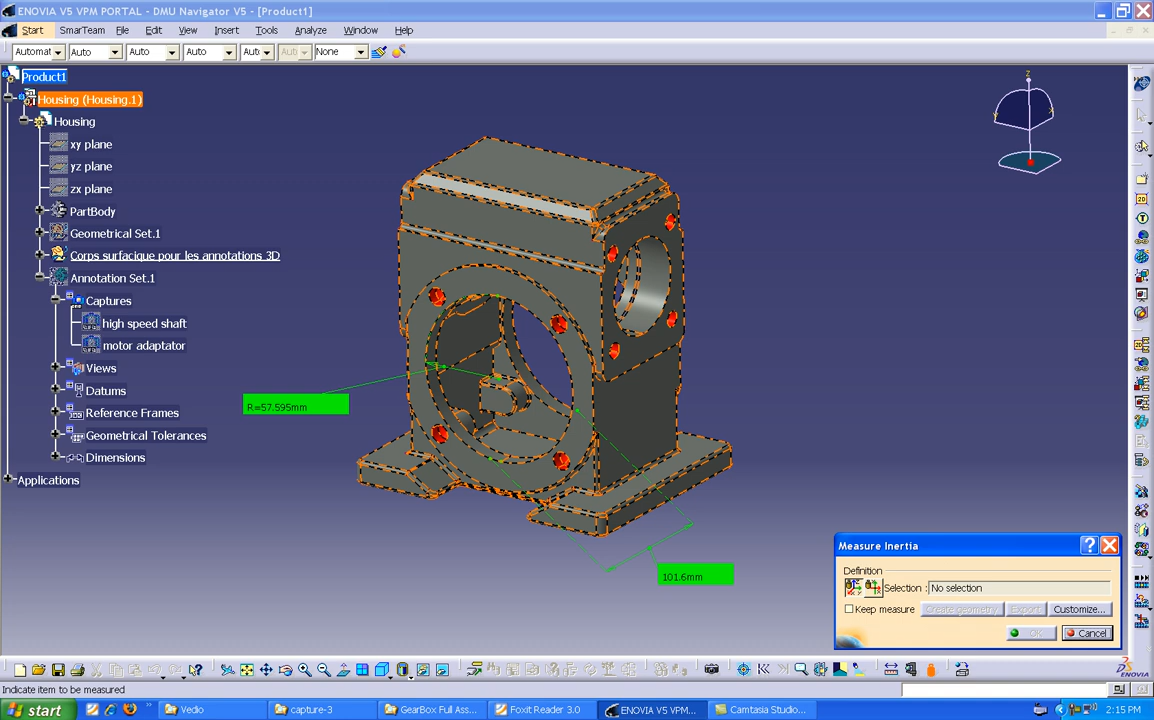 ENOVIA V5 VPM PORTAL - DMU Navigator V5 - [Product1]
Start SmarTeam File Edit View Insert Tools Analyze Window Help
Automat Auto Auto Auto Aut Aut None
Product1
Housing (Housing.1)
Housing
xy plane
yz plane
zx plane
PartBody
Geometrical Set.1
Corps surfacique pour les annotations 3D
Annotation Set.1
Captures
high speed shaft
motor adaptator
Views
Datums
Reference Frames
Geometrical Tolerances
Dimensions
Applications
z
R=57.595mm
101.6mm
Measure Inertia
Definition
Selection : No selection
Keep measure Create geometry Export Customize...
OK Cancel
ENOVIA
Indicate item to be measured
start Vedio capture-3 GearBox Full Ass... Foxit Reader 3.0 ENOVIA V5 VPM... Camtasia Studio... 2:15 PM